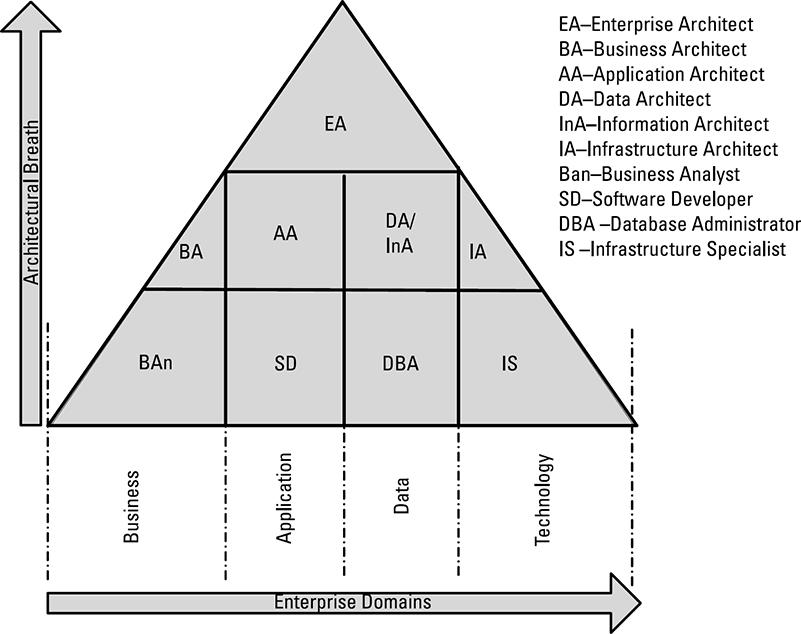 EA–Enterprise Architect
BA–Business Architect
AA–Application Architect
DA–Data Architect
InA–Information Architect
IA–Infrastructure Architect
Ban–Business Analyst
SD–Software Developer
DBA –Database Administrator
IS –Infrastructure Specialist
Architectural Breath
EA
BA
AA
DA/
InA
IA
BAn
SD
DBA
IS
Business
Application
Data
Technology
Enterprise Domains